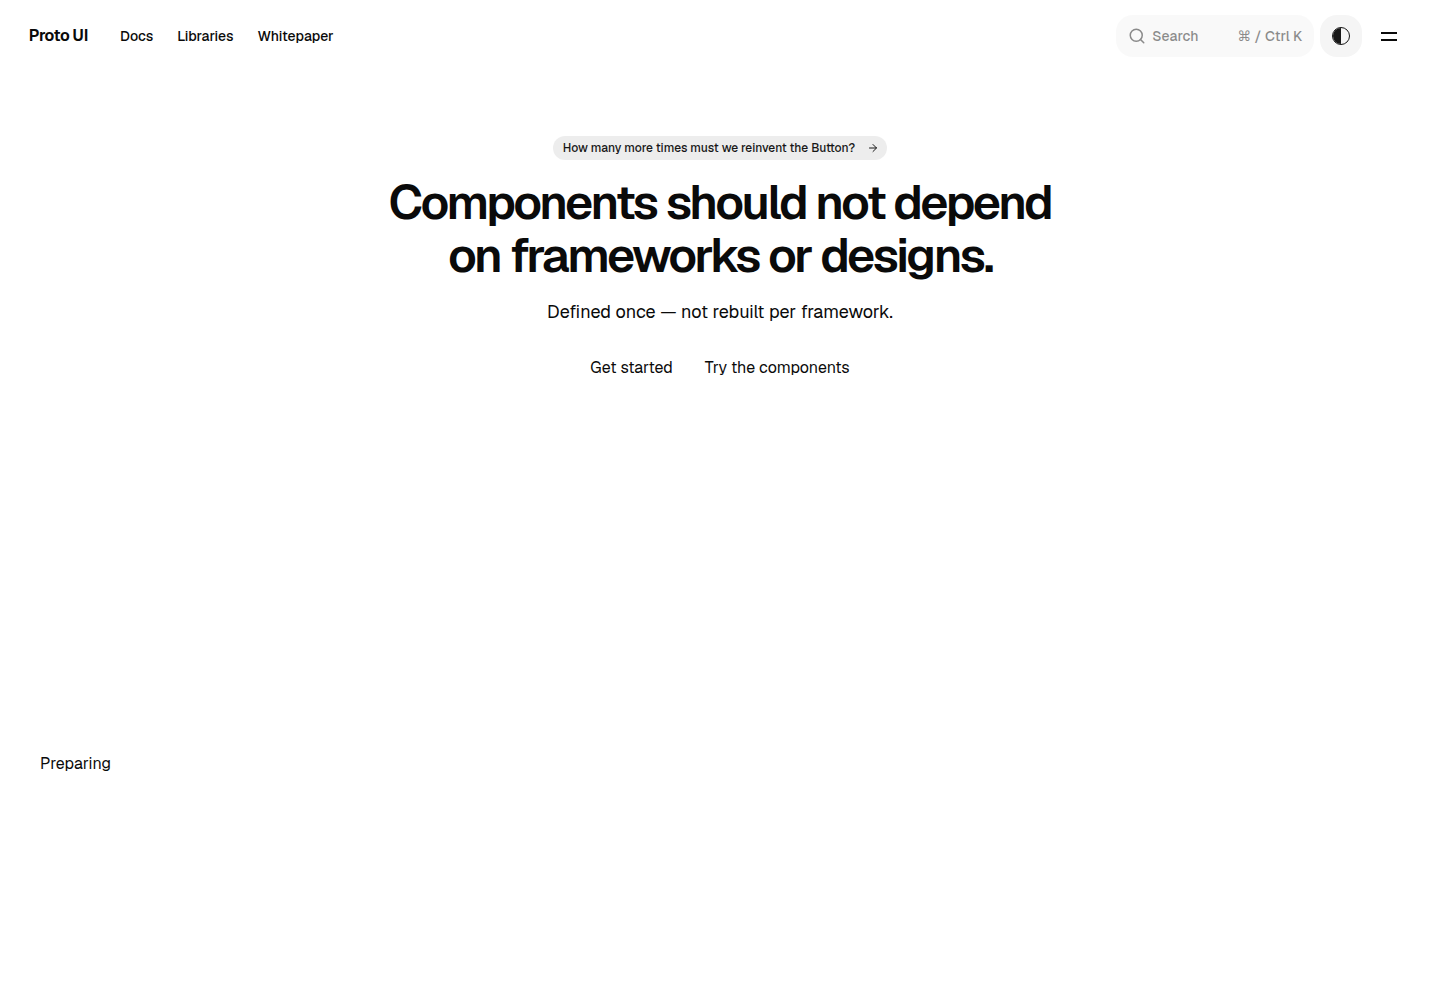 Proto UI Docs Libraries Whitepaper Search ⌘ / Ctrl K
How many more times must we reinvent the Button? →
Components should not depend
on frameworks or designs.
Defined once — not rebuilt per framework.
Get started Try the components
Preparing